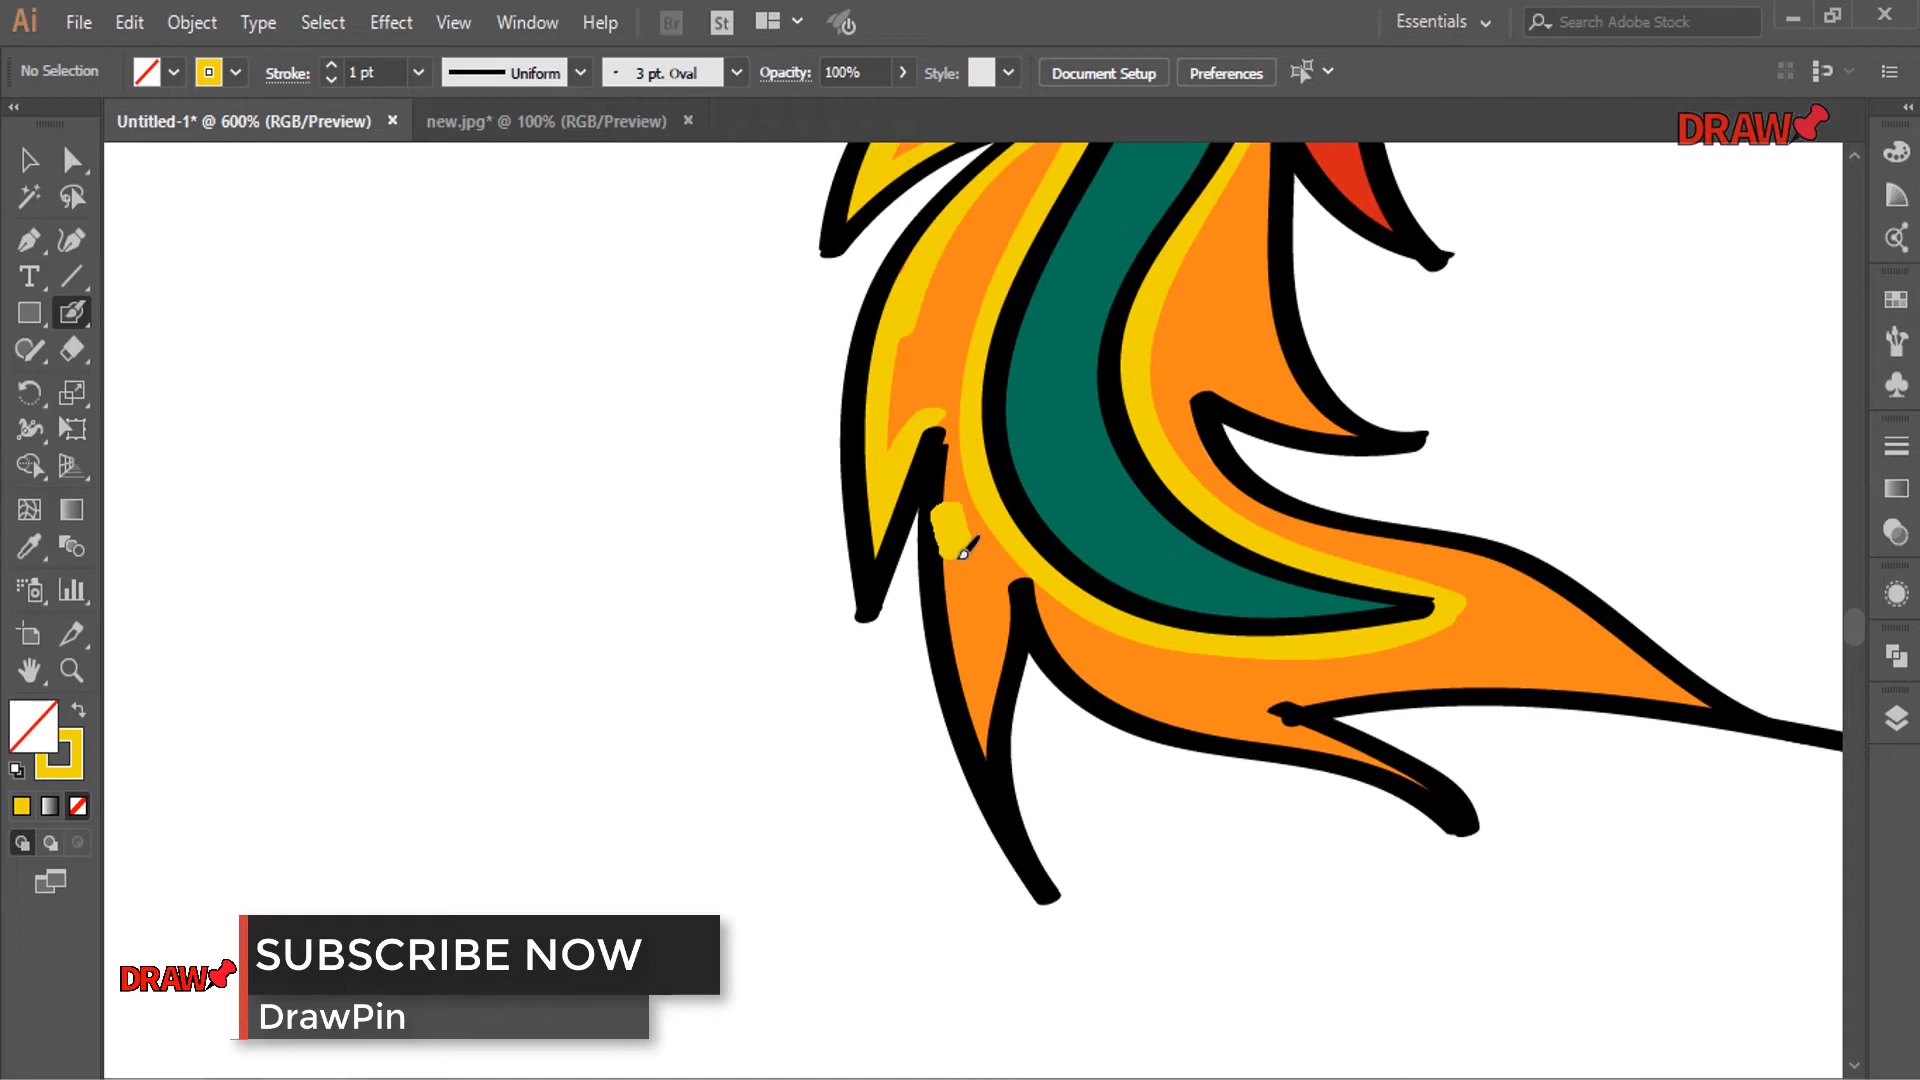 Ai File Edit Object Type Select Effect View Window Help Br St Essentials Search Adobe Stock
No Selection Stroke: 1 pt Uniform 3 pt. Oval Opacity: 100% Style: Document Setup Preferences
Untitled-1* @ 600% (RGB/Preview) × new.jpg* @ 100% (RGB/Preview) ×
DRAW
T
SUBSCRIBE NOW
DRAW
DrawPin